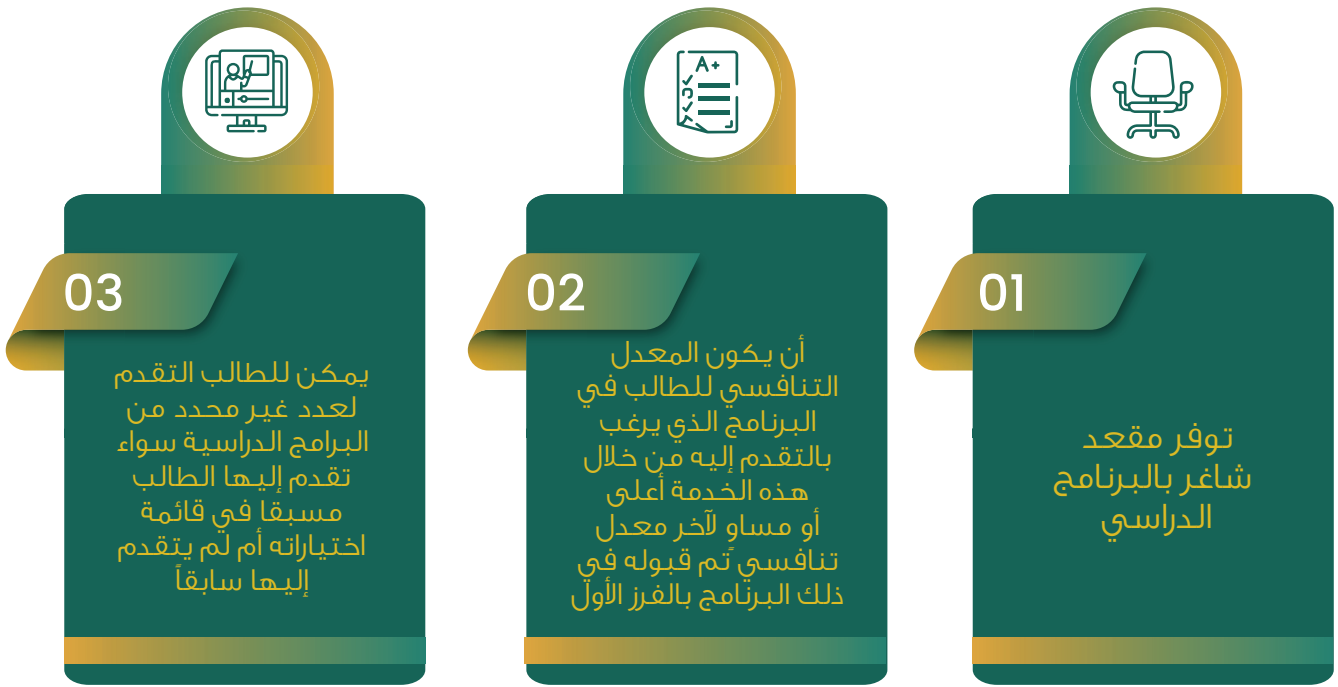 01
توفر مقعد
شاغر بالبرنامج
الدراسي
A+
02
أن يكون المعدل
التنافسي للطالب في
البرنامج الذي يرغب
بالتقدم إليه من خلال
هذه الخدمة أعلى
أو مساو لآخر معدل
تنافسي ًتم قبوله في
ذلك البرنامج بالفرز الأول
03
يمكن للطالب التقدم
لعدد غير محدد من
البرامج الدراسية سواء
تقدم إليها الطالب
مسبقا في قائمة
اختياراته أم لم يتقدم
إليها سابقاً